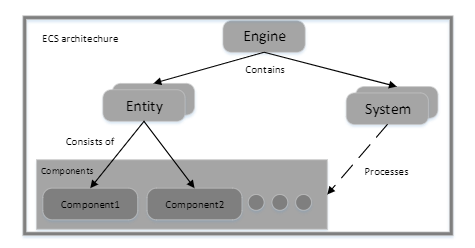 ECS architechure
Engine
Contains
Entity
System
Consists of
Processes
Components
Component1
Component2